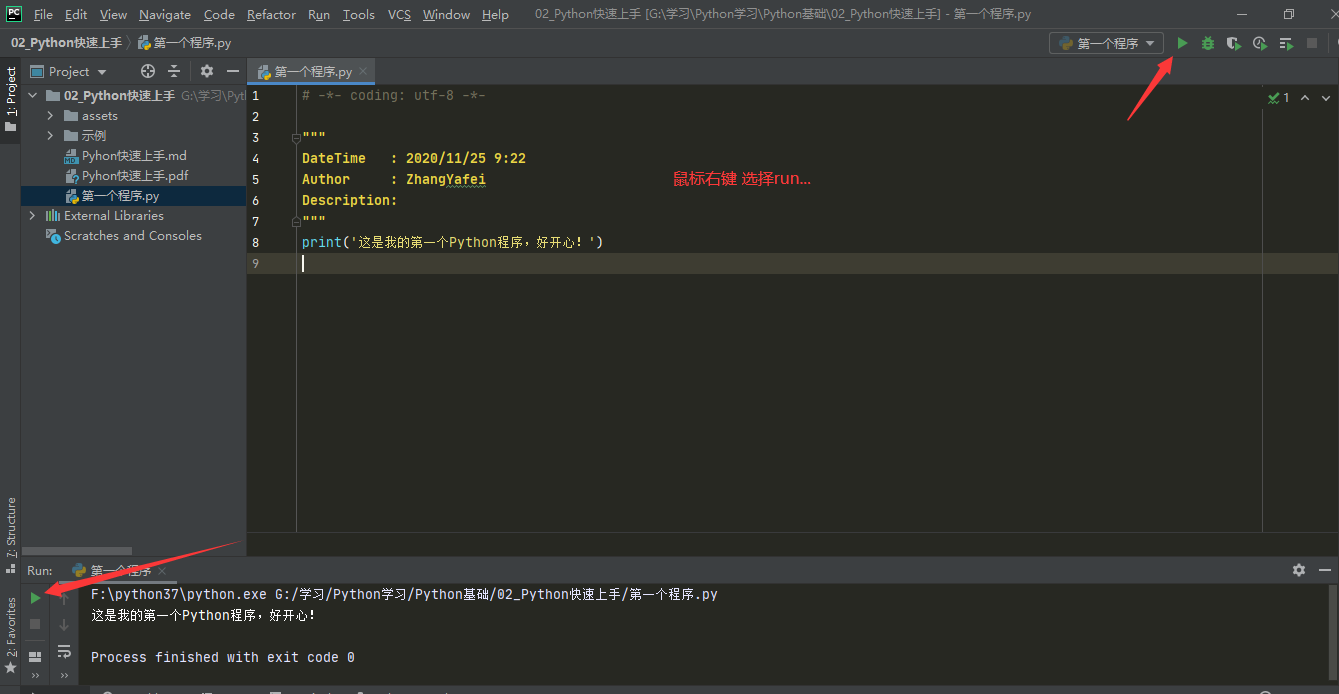 PC File Edit View Navigate Code Refactor Run Tools VCS Window Help 02_Python快速上手 [G:\学习\Python学习\Python基础\02_Python快速上手] - 第一个程序.py
02_Python快速上手 第一个程序.py 第一个程序
1: Project
Project
第一个程序.py
02_Python快速上手 G:\学习\Pyt
assets
示例
Pyhon快速上手.md
Pyhon快速上手.pdf
第一个程序.py
External Libraries
Scratches and Consoles
1 # -*- coding: utf-8 -*-
1
2
3 """
4 DateTime : 2020/11/25 9:22
5 Author : ZhangYafei
鼠标右键 选择run...
6 Description:
7 """
8 print('这是我的第一个Python程序，好开心！')
9
7: Structure
2: Favorites
Run: 第一个程序
F:\python37\python.exe G:/学习/Python学习/Python基础/02_Python快速上手/第一个程序.py
这是我的第一个Python程序，好开心！
Process finished with exit code 0